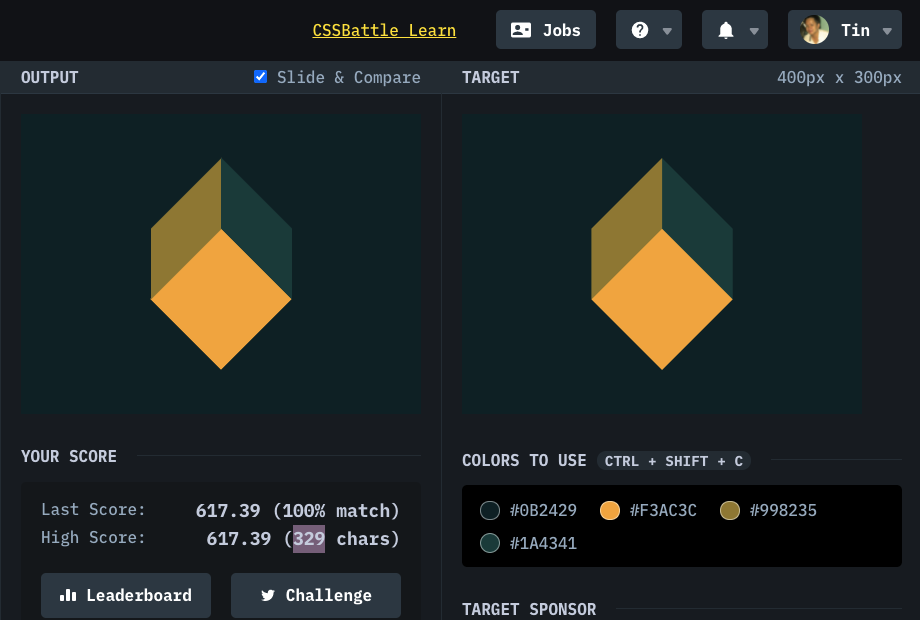 CSSBattle Learn Jobs Tin
OUTPUT Slide & Compare TARGET 400px x 300px
YOUR SCORE
COLORS TO USE CTRL + SHIFT + C
Last Score: 617.39 (100% match)
High Score: 617.39 (329 chars)
#0B2429 #F3AC3C #998235
#1A4341
Leaderboard Challenge
TARGET SPONSOR